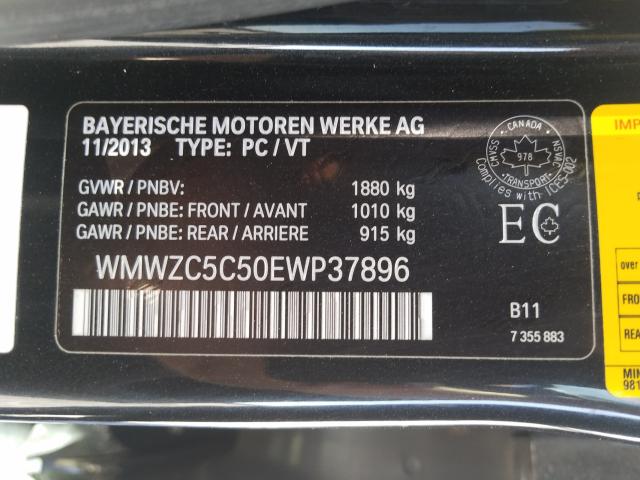 BAYERISCHE MOTOREN WERKE AG
11/2013 TYPE: PC / VT
GVWR / PNBV: 1880 kg
GAWR / PNBE: FRONT / AVANT 1010 kg
GAWR / PNBE: REAR / ARRIERE 915 kg
WMWZC5C50EWP37896
CANADA
CMVSS NSVAC
978
TRANSPORT
Complies with ICES-002
EC
B11
7 355 883
IMP
over
FRO
REA
MIN
981